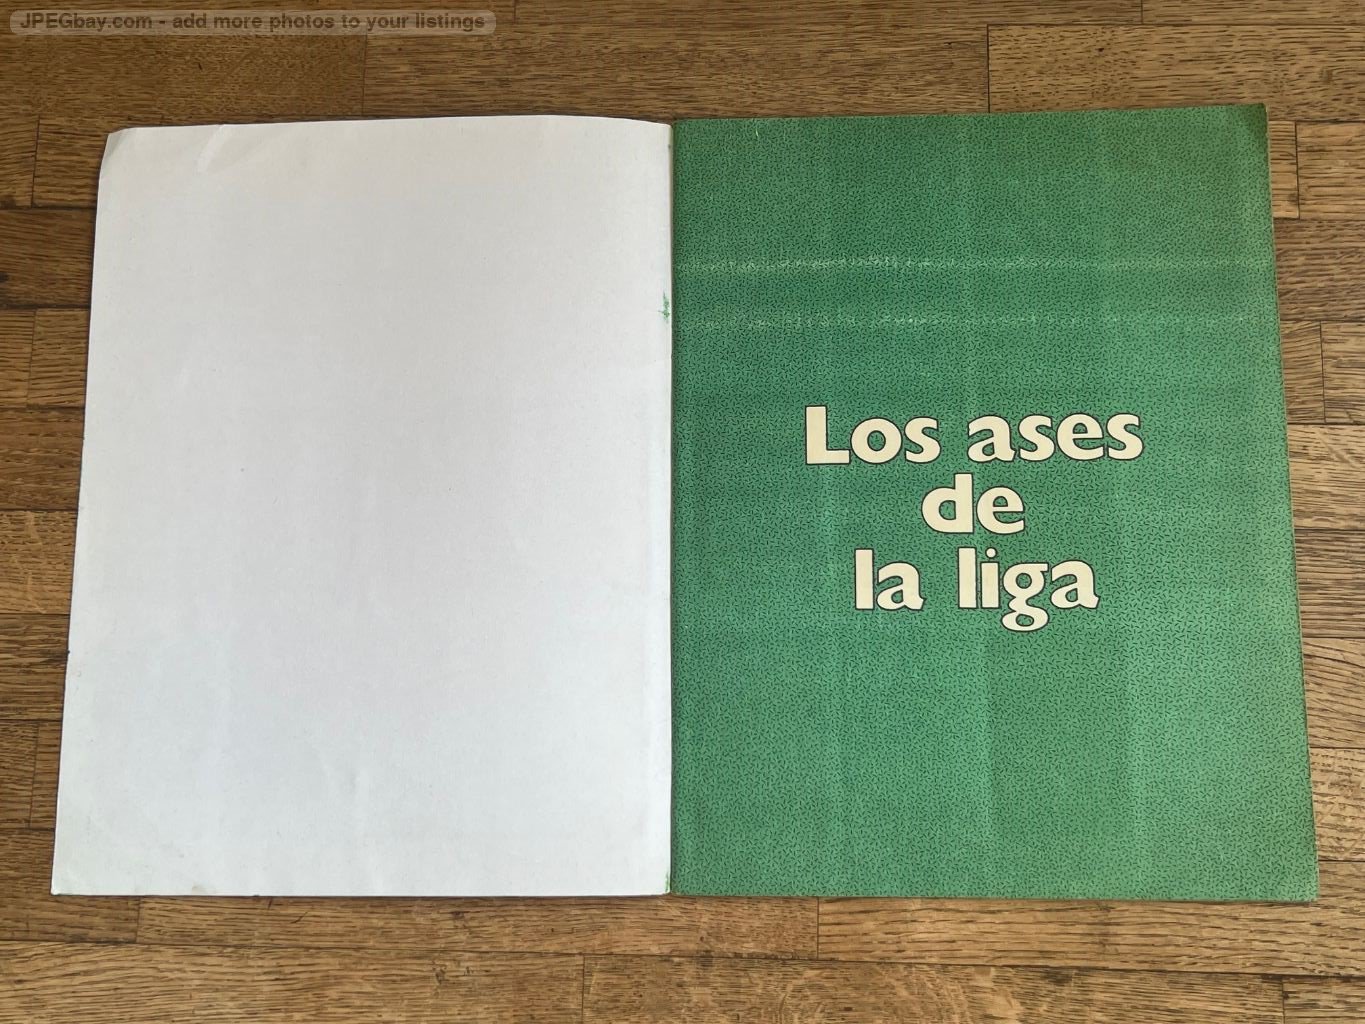 JPEGbay.com - add more photos to your listings
Los ases
de
la liga